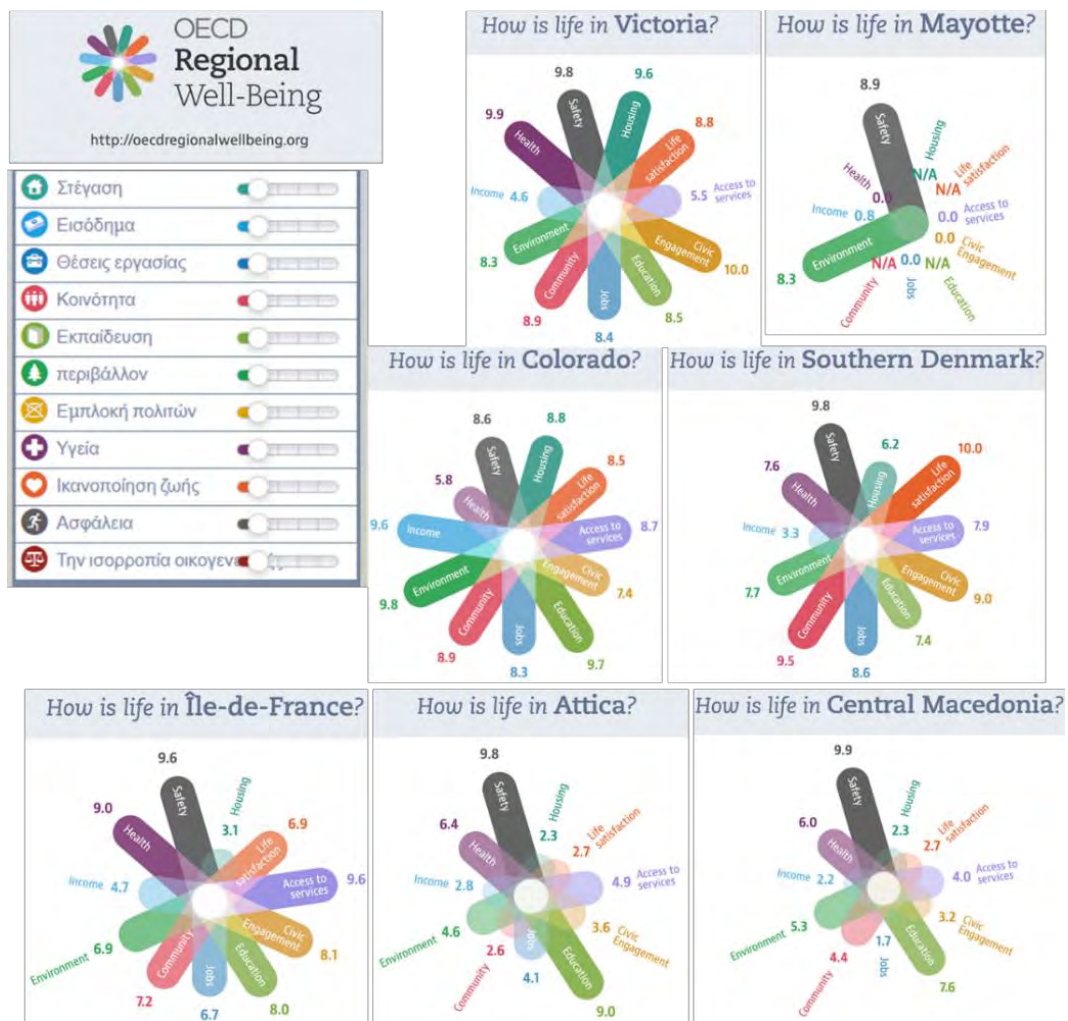 OECD
Regional
Well-Being
http://oecdregionalwellbeing.org
Στέγαση
Εισόδημα
Θέσεις εργασίας
Κοινότητα
Εκπαίδευση
περιβάλλον
Εμπλοκή πολιτών
Υγεία
Ικανοποίηση ζωής
Ασφάλεια
Την ισορροπία οικογενει
How is life in Victoria?
9.8
Safety
9.6
Housing
8.8
Life
satisfaction
5.5 Access to
services
Civic
Engagement
10.0
Education
8.5
Jobs
8.4
Community
8.9
Environment
8.3
Income 4.6
Health
9.9
How is life in Mayotte?
8.9
Safety
Housing
N/A
Life
satisfaction
N/A
0.0 Access to
services
0.0 Civic
Engagement
N/A
Education
0.0
Jobs
N/A
Community
Environment
8.3
Income 0.8
Health
0.0
How is life in Colorado?
8.6
Safety
8.8
Housing
8.5
Life
satisfaction
Access to
services
8.7
Civic
Engagement
7.4
Education
9.7
Jobs
8.3
Community
8.9
Environment
9.8
Income
9.6
Health
5.8
How is life in Southern Denmark?
9.8
Safety
6.2
Housing
10.0
Life
satisfaction
Access to
services
7.9
Civic
Engagement
9.0
Education
7.4
Jobs
8.6
Community
9.5
Environment
7.7
Income 3.3
Health
7.6
How is life in Île-de-France?
9.6
Safety
Housing
3.1
6.9
Life
satisfaction
Access to
services
9.6
Civic
Engagement
8.1
Education
8.0
Jobs
6.7
Community
7.2
Environment
6.9
Income 4.7
Health
9.0
How is life in Attica?
9.8
Safety
Housing
2.3
Life
satisfaction
2.7
4.9 Access to
services
3.6 Civic
Engagement
Education
9.0
Jobs
4.1
2.6
Community
4.6
Environment
Income 2.8
Health
6.4
How is life in Central Macedonia?
9.9
Safety
Housing
2.3
Life
satisfaction
2.7
4.0 Access to
services
3.2 Civic
Engagement
Education
7.6
1.7
Jobs
4.4
Community
5.3
Environment
Income 2.2
Health
6.0